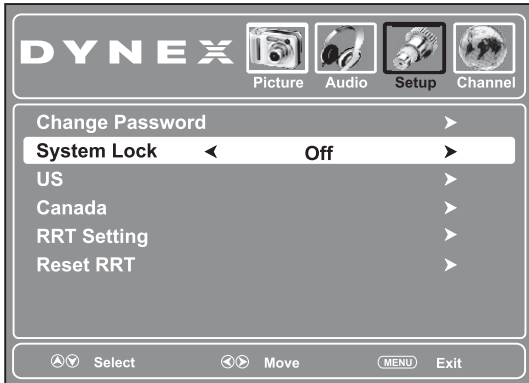 DYNEX
Picture Audio Setup Channel
Change Password
System Lock Off
US
Canada
RRT Setting
Reset RRT
Select Move MENU Exit